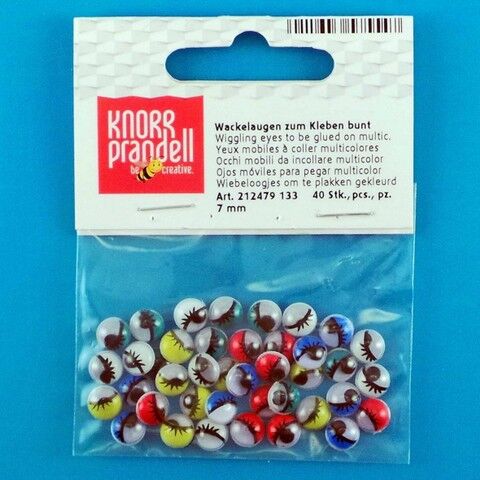 KNORR
prandell
be
creative.
Wackelaugen zum Kleben bunt
Wiggling eyes to be glued on multic.
Yeux mobiles à coller multicolores
Occhi mobili da incollare multicolor
Ojos móviles para pegar multicolor
Wiebeloogjes om te plakken gekleurd
Art. 212479 133 40 Stk., pcs., pz.
7 mm